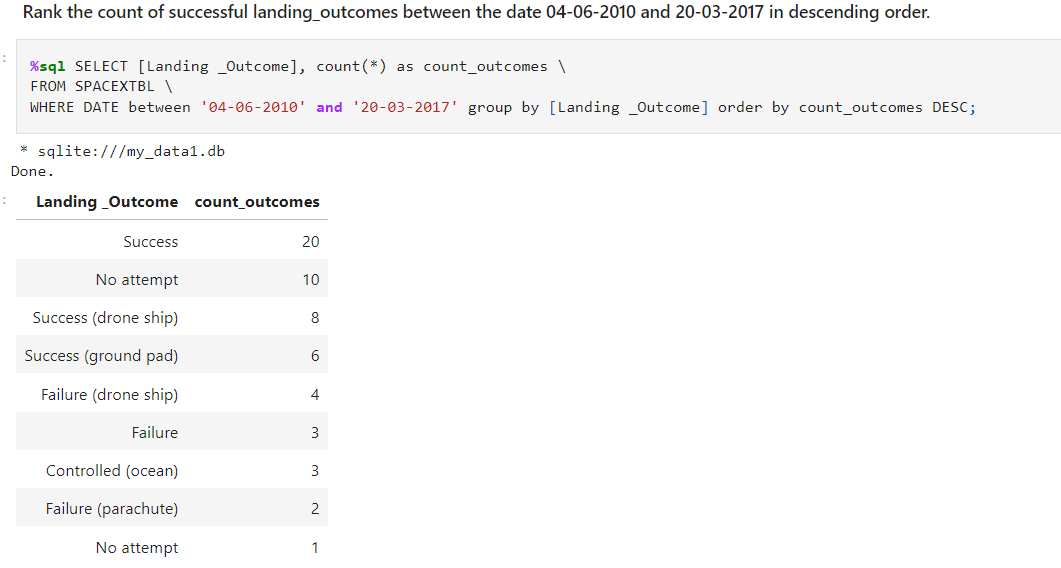 Rank the count of successful landing_outcomes between the date 04-06-2010 and 20-03-2017 in descending order.
:
%sql SELECT [Landing _Outcome], count(*) as count_outcomes \
FROM SPACEXTBL \
WHERE DATE between '04-06-2010' and '20-03-2017' group by [Landing _Outcome] order by count_outcomes DESC;
* sqlite:///my_data1.db
Done.
:
Landing _Outcome count_outcomes
Success 20
No attempt 10
Success (drone ship) 8
Success (ground pad) 6
Failure (drone ship) 4
Failure 3
Controlled (ocean) 3
Failure (parachute) 2
No attempt 1